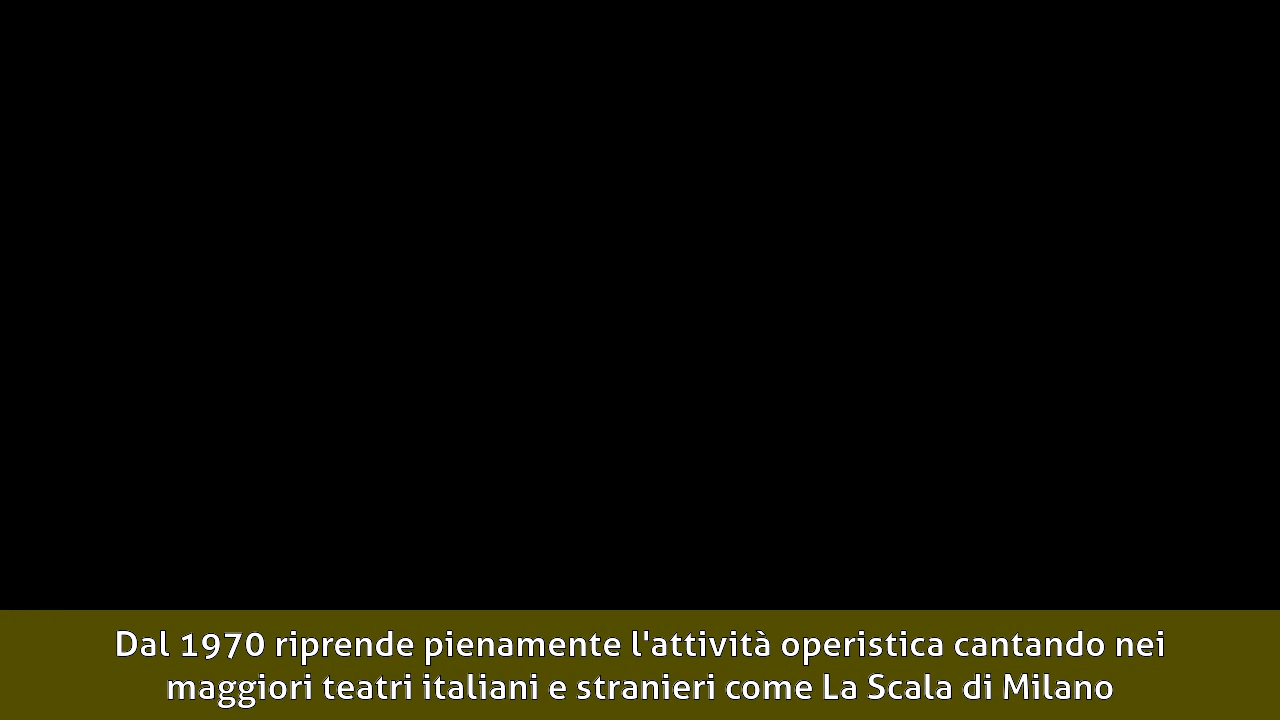 Dal 1970 riprende pienamente l'attività operistica cantando nei
maggiori teatri italiani e stranieri come La Scala di Milano